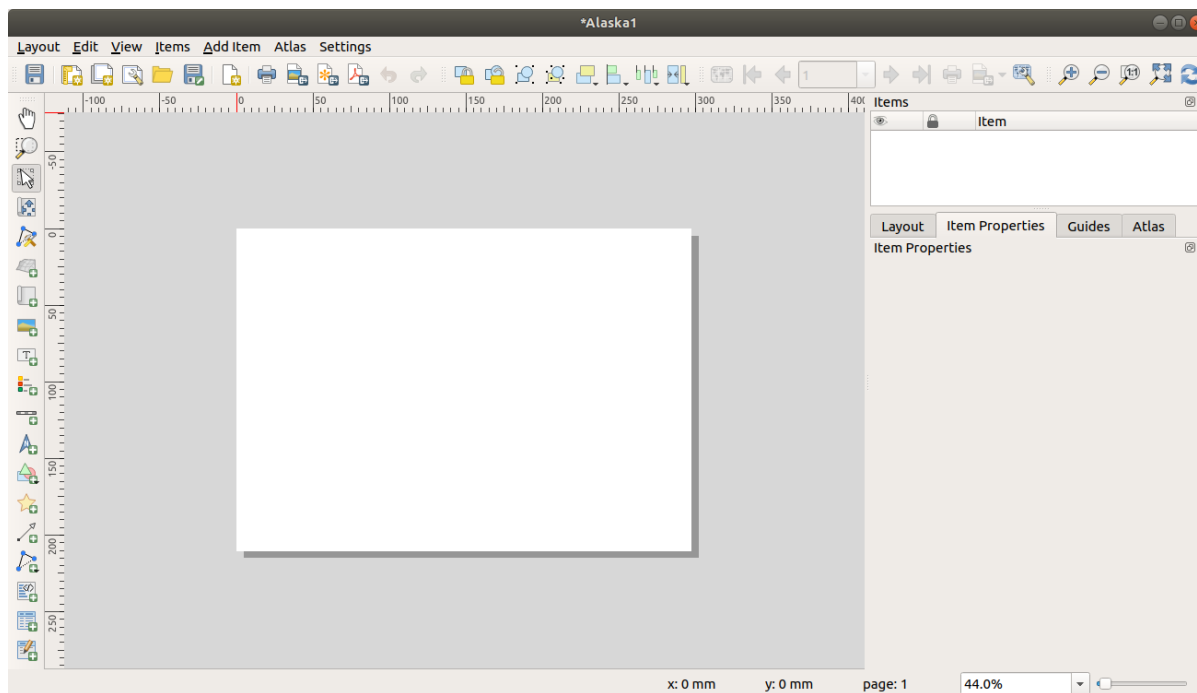 *Alaska1
Layout Edit View Items Add Item Atlas Settings
1
1:1
-100 -50 0 50 100 150 200 250 300 350 400
Items
Item
-50
0
50
100
150
200
250
T
N
Layout Item Properties Guides Atlas
Item Properties
x: 0 mm y: 0 mm page: 1 44.0%